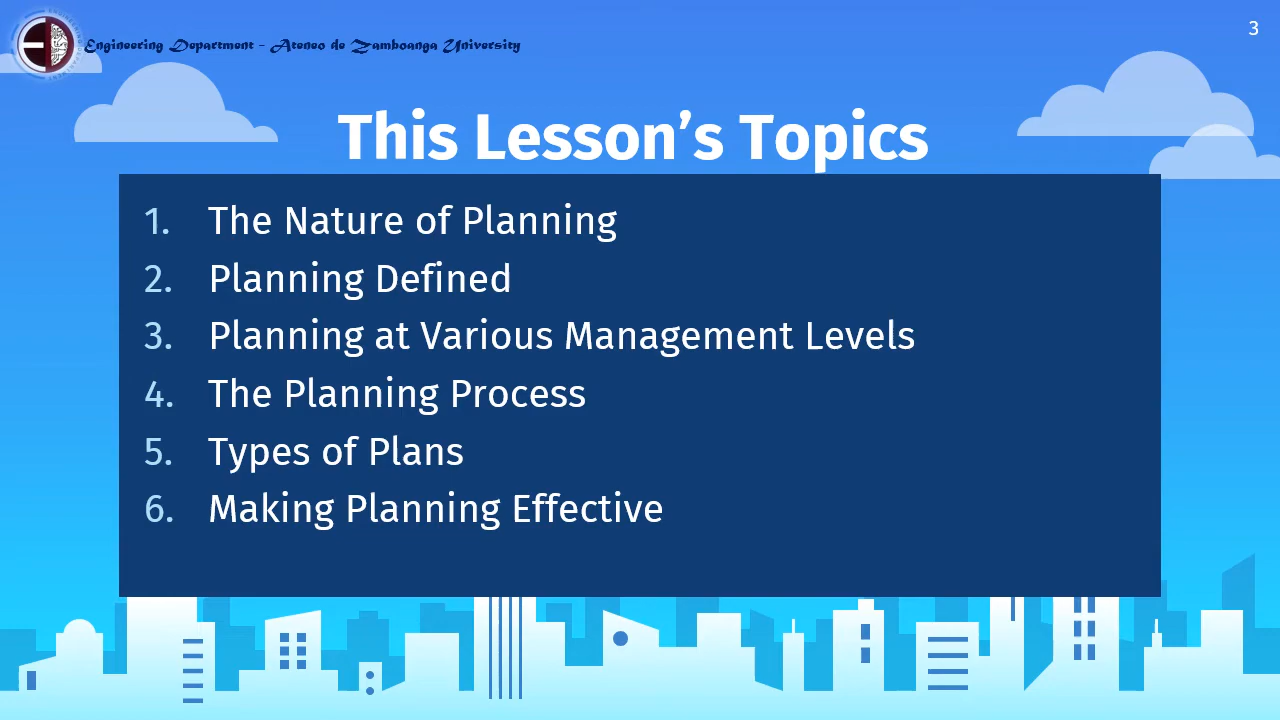 Engineering Department - Ateneo de Zamboanga University
3
This Lesson’s Topics
1. The Nature of Planning
2. Planning Defined
3. Planning at Various Management Levels
4. The Planning Process
5. Types of Plans
6. Making Planning Effective